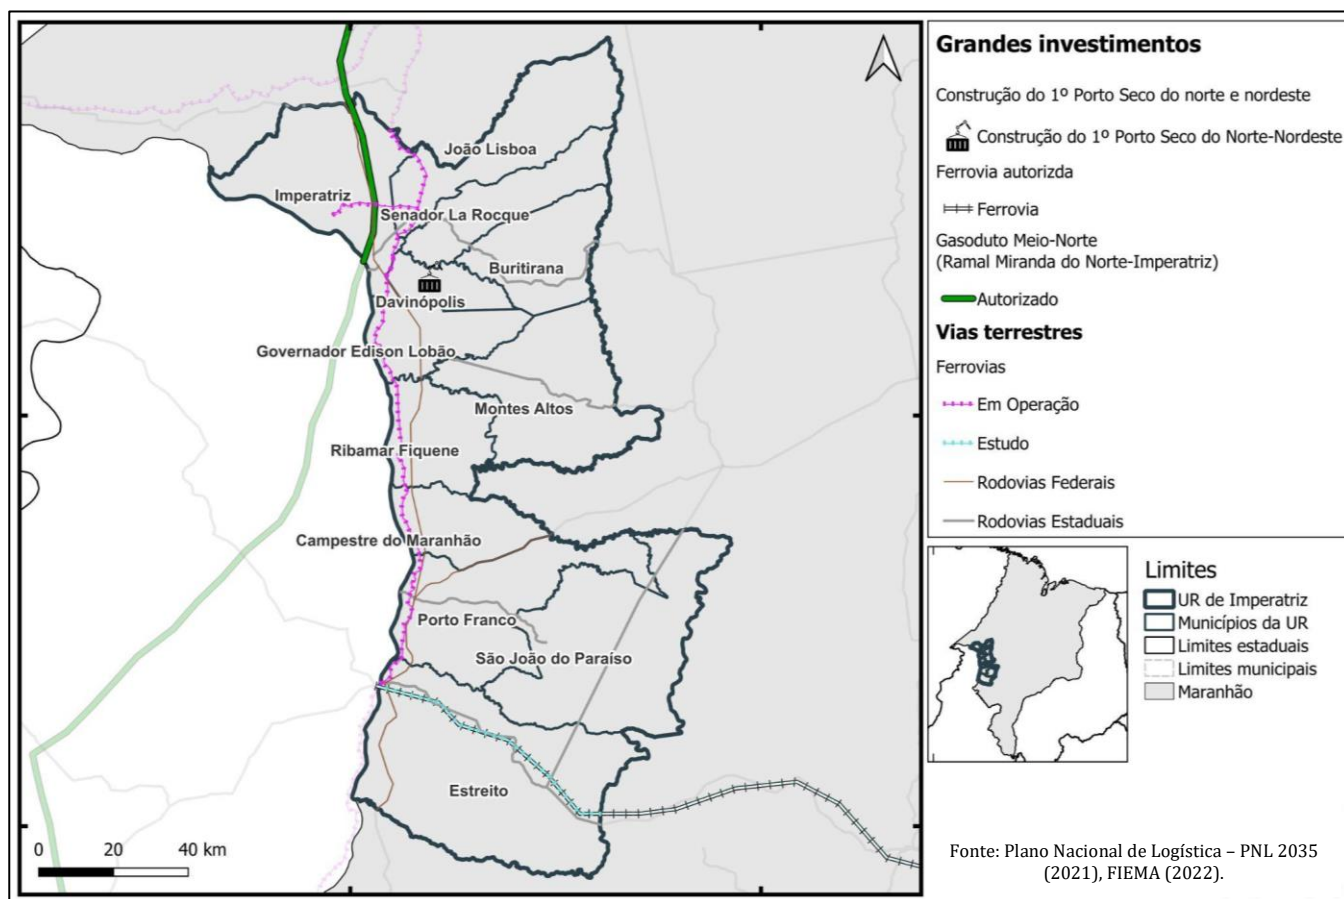 João Lisboa
Imperatriz
Senador La Rocque
Buritirana
Davinópolis
Governador Edison Lobão
Montes Altos
Ribamar Fiquene
Campestre do Maranhão
Porto Franco
São João do Paraíso
Estreito
0 20 40 km
Grandes investimentos
Construção do 1º Porto Seco do norte e nordeste
Construção do 1º Porto Seco do Norte-Nordeste
Ferrovia autorizda
Ferrovia
Gasoduto Meio-Norte
(Ramal Miranda do Norte-Imperatriz)
Autorizado
Vias terrestres
Ferrovias
Em Operação
Estudo
Rodovias Federais
Rodovias Estaduais
Limites
UR de Imperatriz
Municípios da UR
Limites estaduais
Limites municipais
Maranhão
Fonte: Plano Nacional de Logística – PNL 2035
(2021), FIEMA (2022).